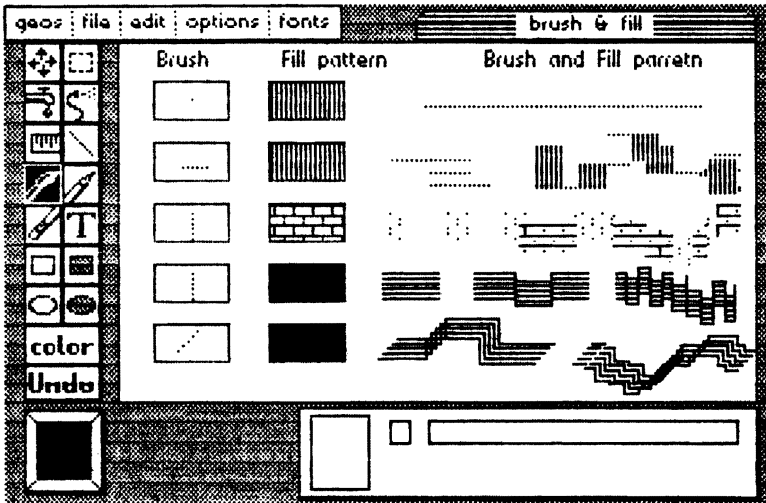 geos file edit options fonts brush & fill
Brush Fill pattern Brush and Fill parretn
T
color
Undo